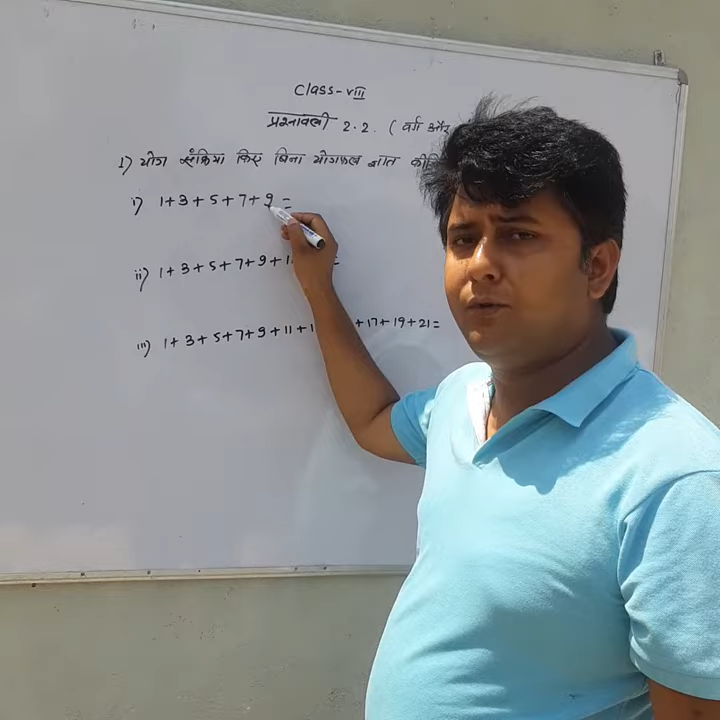 Class-VIII
प्रश्नावली 2.2. (वर्ग और
1) योग संक्रिया किए बिना योगफल ज्ञात
i) 1+3+5+7+9=
ii) 1+3+5+7+9+1 =
iii) 1+3+5+7+9+11+1 +17+19+21=